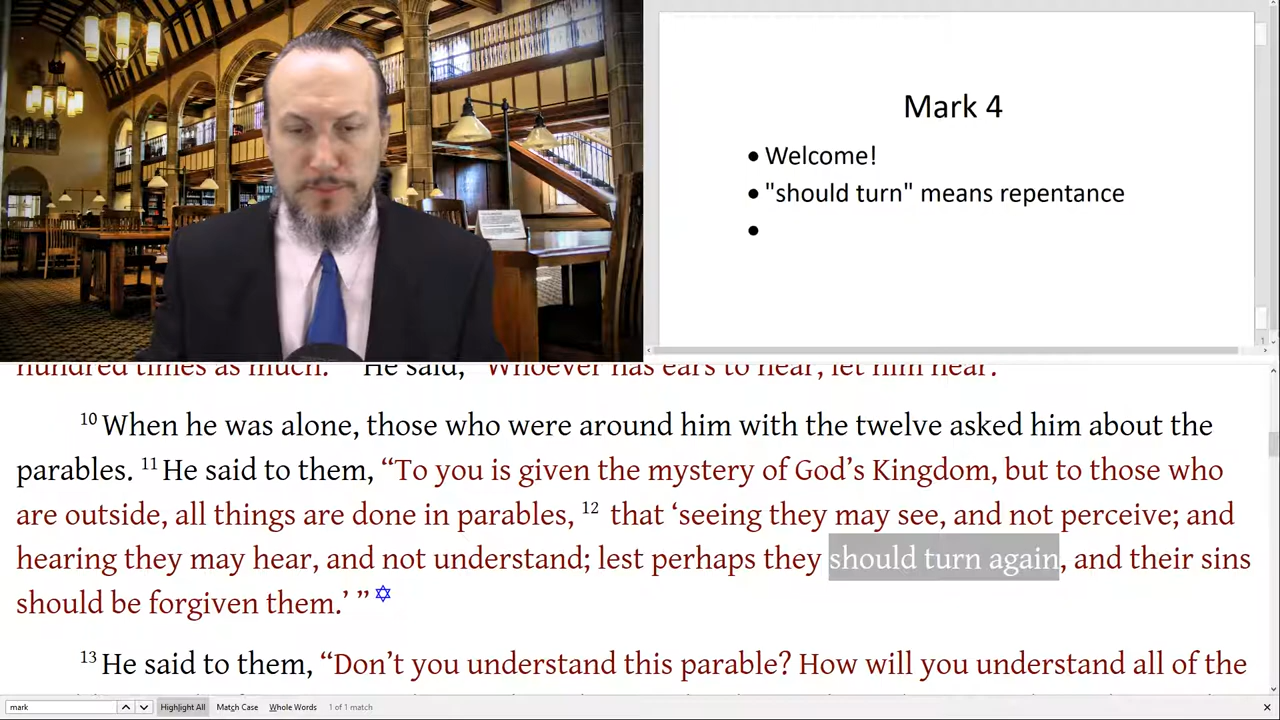 Mark 4
• Welcome!
• "should turn" means repentance
•
1
hundred times as much.” He said, “Whoever has ears to hear, let him hear.”
10 When he was alone, those who were around him with the twelve asked him about the
parables. 11 He said to them, “To you is given the mystery of God’s Kingdom, but to those who
are outside, all things are done in parables, 12 that ‘seeing they may see, and not perceive; and
hearing they may hear, and not understand; lest perhaps they should turn again, and their sins
should be forgiven them.’ ” ✡
13 He said to them, “Don’t you understand this parable? How will you understand all of the
mark
Highlight All
Match Case
Whole Words
1 of 1 match